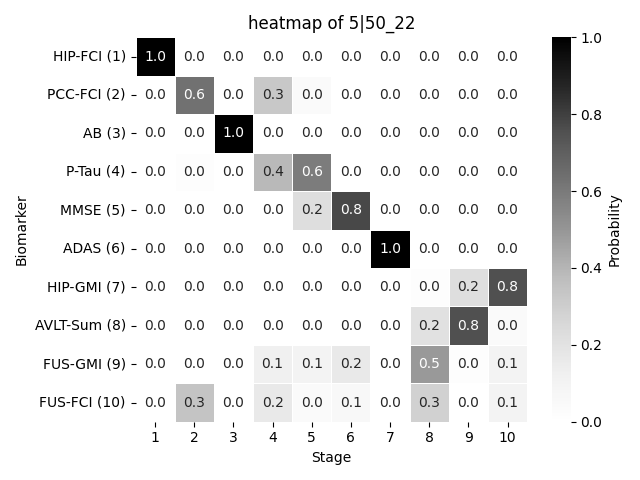 heatmap of 5|50_22
HIP-FCI (1) 1.0 0.0 0.0 0.0 0.0 0.0 0.0 0.0 0.0 0.0
PCC-FCI (2) 0.0 0.6 0.0 0.3 0.0 0.0 0.0 0.0 0.0 0.0
AB (3) 0.0 0.0 1.0 0.0 0.0 0.0 0.0 0.0 0.0 0.0
P-Tau (4) 0.0 0.0 0.0 0.4 0.6 0.0 0.0 0.0 0.0 0.0
MMSE (5) 0.0 0.0 0.0 0.0 0.2 0.8 0.0 0.0 0.0 0.0
ADAS (6) 0.0 0.0 0.0 0.0 0.0 0.0 1.0 0.0 0.0 0.0
HIP-GMI (7) 0.0 0.0 0.0 0.0 0.0 0.0 0.0 0.0 0.2 0.8
AVLT-Sum (8) 0.0 0.0 0.0 0.0 0.0 0.0 0.0 0.2 0.8 0.0
FUS-GMI (9) 0.0 0.0 0.0 0.1 0.1 0.2 0.0 0.5 0.0 0.1
FUS-FCI (10) 0.0 0.3 0.0 0.2 0.0 0.1 0.0 0.3 0.0 0.1
1 2 3 4 5 6 7 8 9 10
Stage
Biomarker
1.0
0.8
0.6
0.4
0.2
0.0
Probability